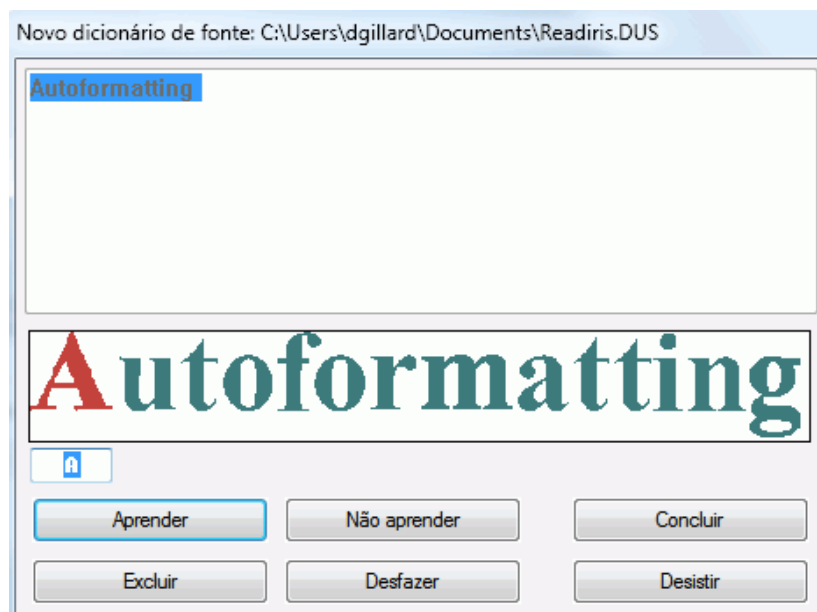 Novo dicionário de fonte: C:\Users\dgillard\Documents\Readiris.DUS
Autoformatting
Autoformatting
A
Aprender Não aprender Concluir
Excluir Desfazer Desistir